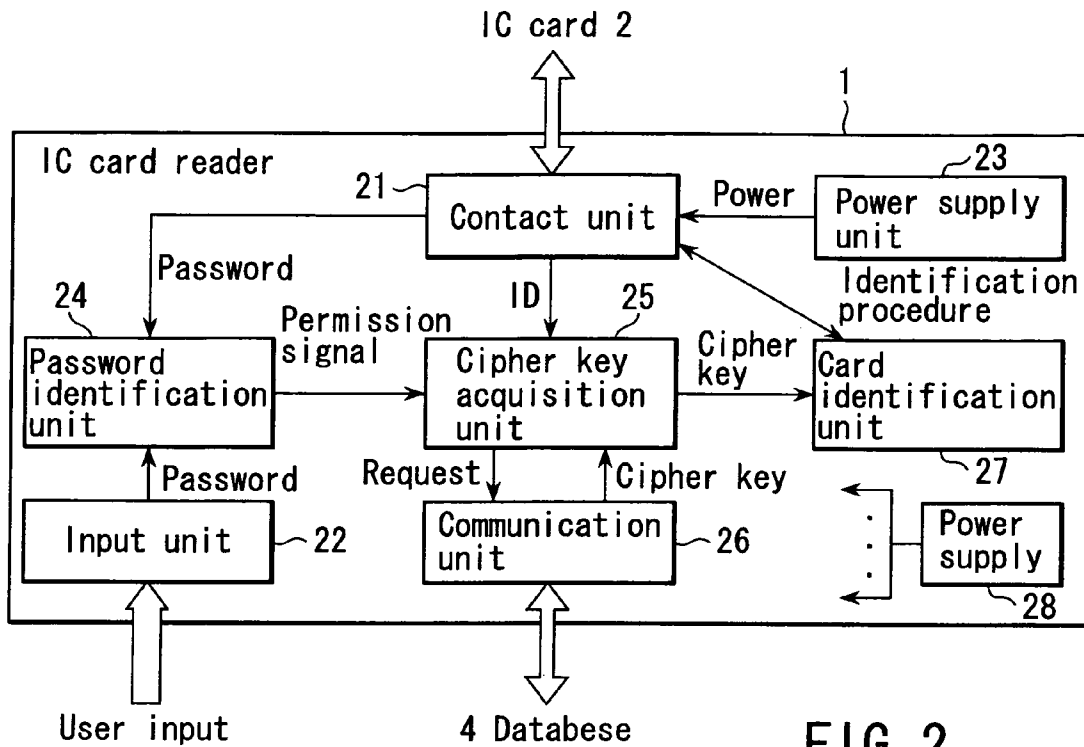 IC card 2
1
IC card reader
21
Contact unit
Power
23
Power supply
unit
Password
ID
Identification
procedure
24
Password
identification
unit
Permission
signal
25
Cipher key
acquisition
unit
Cipher
key
Card
identification
unit
27
Password
Request
Cipher key
Input unit
22
Communication
unit
26
Power
supply
28
User input
4 Databese
FIG.2